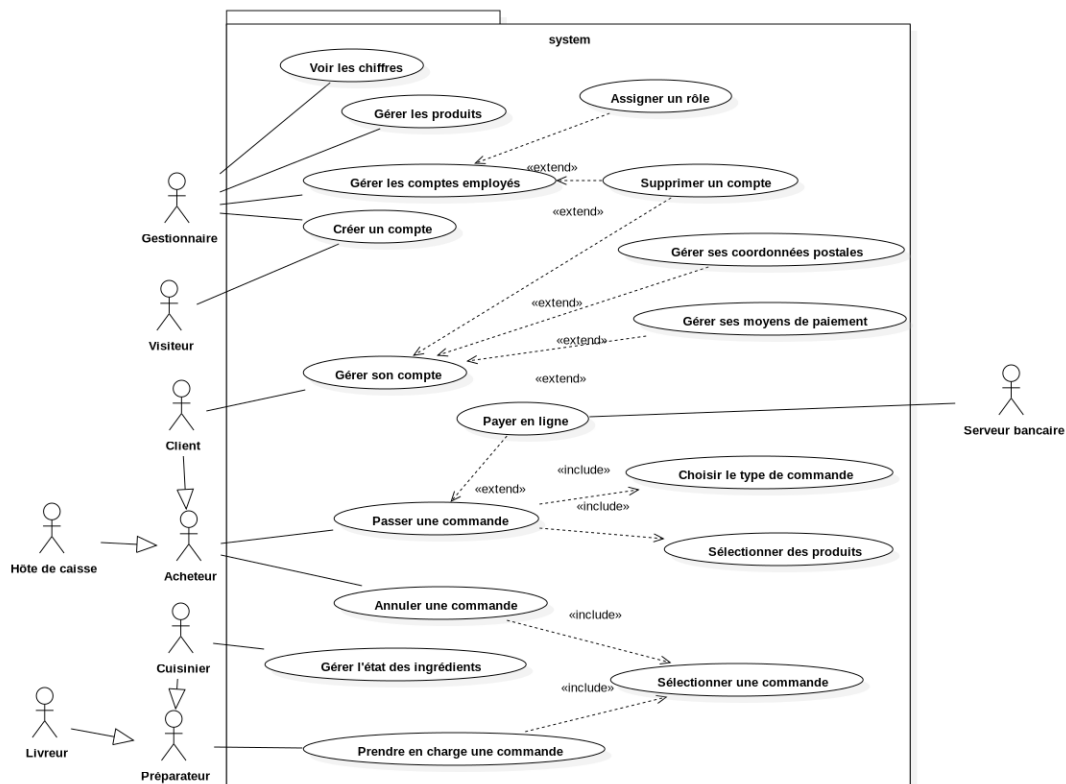 system
Voir les chiffres
Assigner un rôle
Gérer les produits
«extend»
Gérer les comptes employés
Supprimer un compte
«extend»
Créer un compte
Gestionnaire
Gérer ses coordonnées postales
«extend»
Gérer ses moyens de paiement
«extend»
Visiteur
Gérer son compte
«extend»
Payer en ligne
Serveur bancaire
Client
«include»
Choisir le type de commande
«extend»
«include»
Passer une commande
Sélectionner des produits
Hôte de caisse
Acheteur
Annuler une commande
«include»
Cuisinier
Gérer l'état des ingrédients
Sélectionner une commande
«include»
Livreur
Prendre en charge une commande
Préparateur